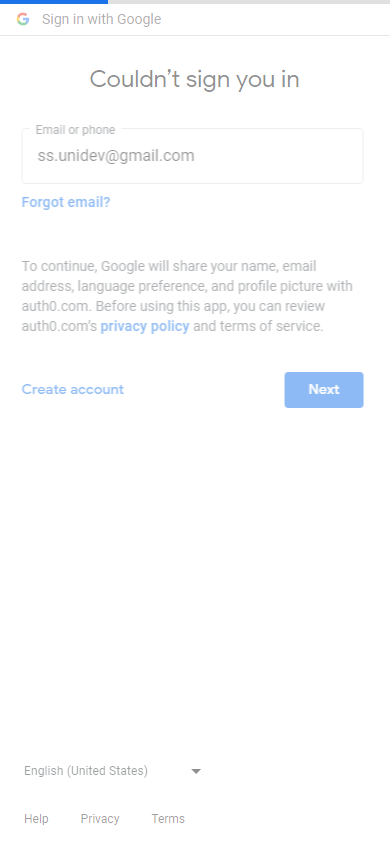 Sign in with Google
Couldn’t sign you in
Email or phone
ss.unidev@gmail.com
Forgot email?
To continue, Google will share your name, email
address, language preference, and profile picture with
auth0.com. Before using this app, you can review
auth0.com’s privacy policy and terms of service.
Create account
Next
English (United States)
Help Privacy Terms